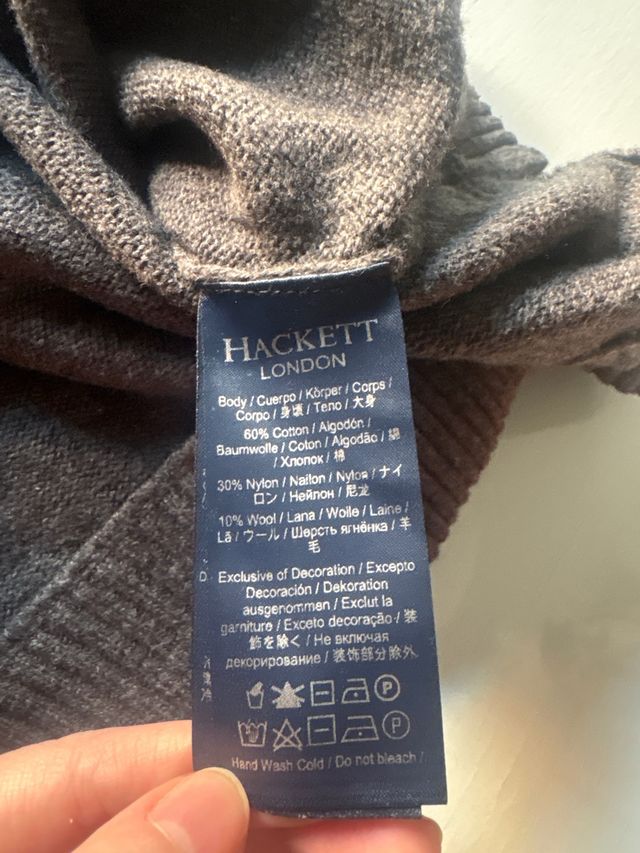 HACKETT
LONDON
Body / Cuerpo / Körper / Corps /
Corpo / 身頃 / Teno / 大身
60% Cotton / Algodón /
Baumwolle / Coton / Algodão / 綿
/ Хлопок / 棉
30% Nylon / Nailon / Nylon / ナイ
ロン / Нейлон / 尼龙
10% Wool / Lana / Wolle / Laine /
Lã / ウール / Шерсть ягнёнка / 羊
毛
Exclusive of Decoration / Excepto
Decoración / Dekoration
ausgenommen / Exclut la
garniture / Exceto decoração / 装
飾を除く / Не включая
декорирование / 装饰部分除外
P
P
Hand Wash Cold / Do not bleach /